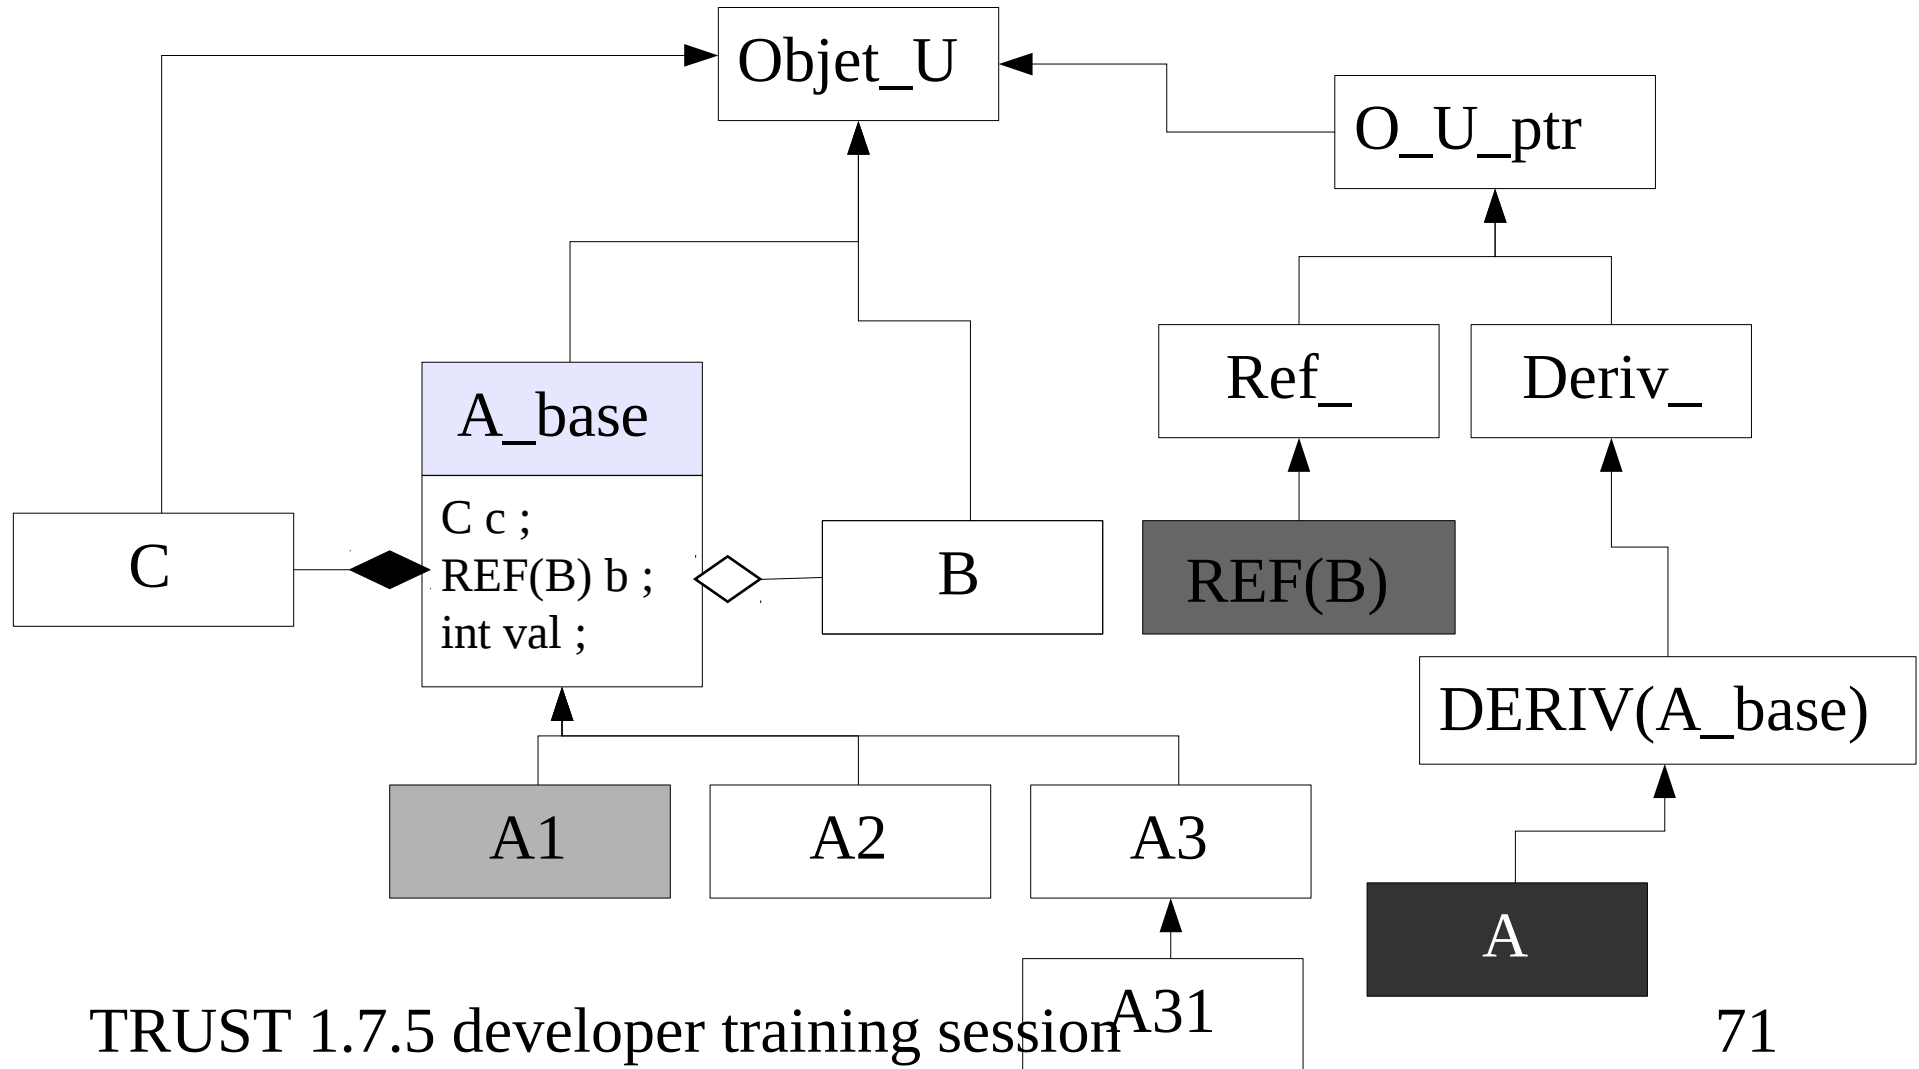 Objet_U
O_U_ptr
Ref_
Deriv_
A_base
C c ;
REF(B) b ;
int val ;
C
B
REF(B)
DERIV(A_base)
A1
A2
A3
A
A31
TRUST 1.7.5 developer training session
71